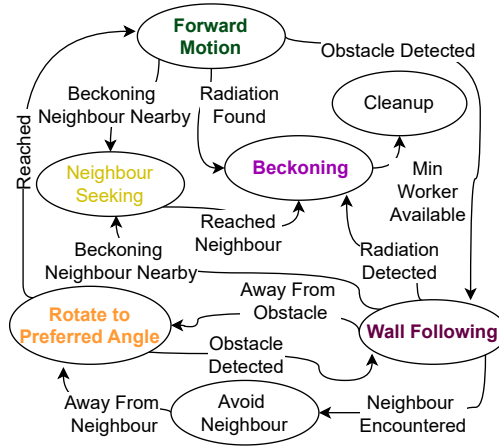 Forward
Motion
Obstacle Detected
Beckoning
Neighbour Nearby
Radiation
Found
Cleanup
Reached
Neighbour
Seeking
Beckoning
Min
Worker
Available
Reached
Neighbour
Beckoning
Neighbour Nearby
Radiation
Detected
Away From
Obstacle
Rotate to
Preferred Angle
Wall Following
Obstacle
Detected
Away From
Neighbour
Avoid
Neighbour
Neighbour
Encountered